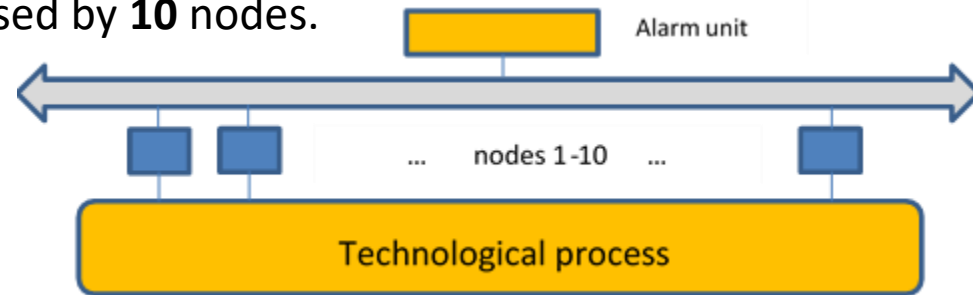 sed by 10 nodes.
Alarm unit
... nodes 1-10 ...
Technological process